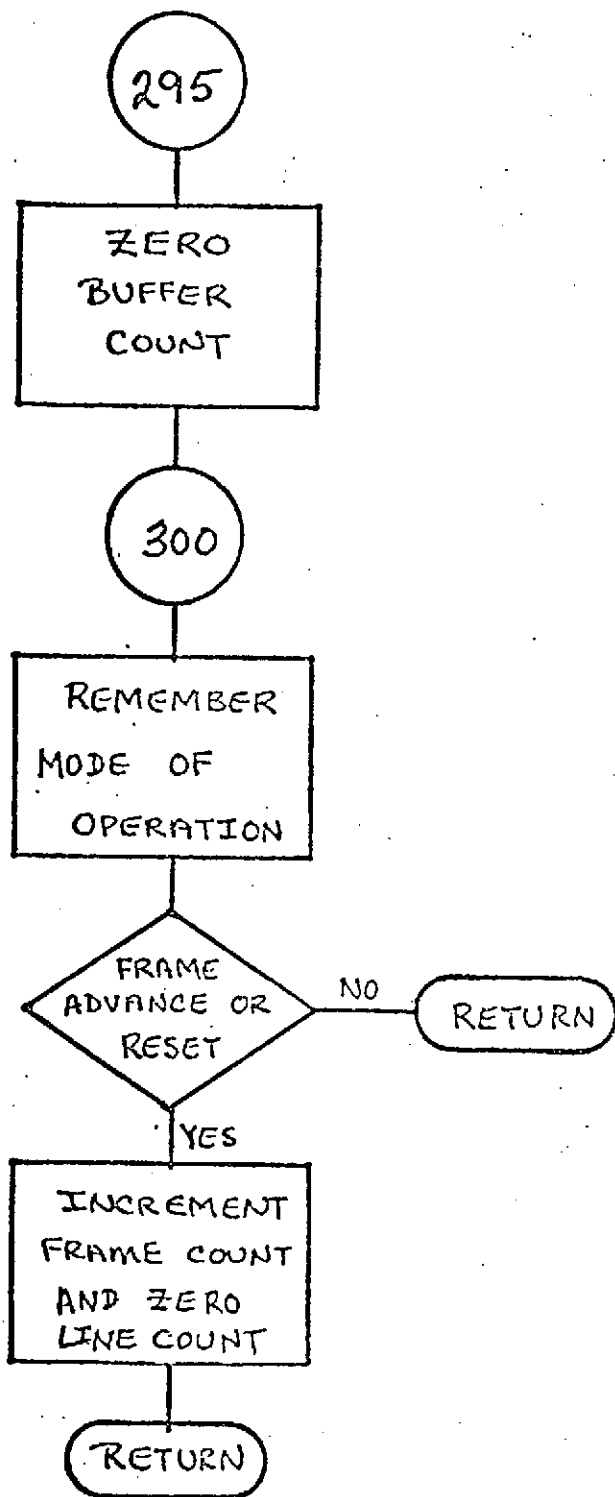 295
ZERO
BUFFER
COUNT
300
REMEMBER
MODE OF
OPERATION
FRAME
ADVANCE OR
RESET
NO
RETURN
YES
INCREMENT
FRAME COUNT
AND ZERO
LINE COUNT
RETURN